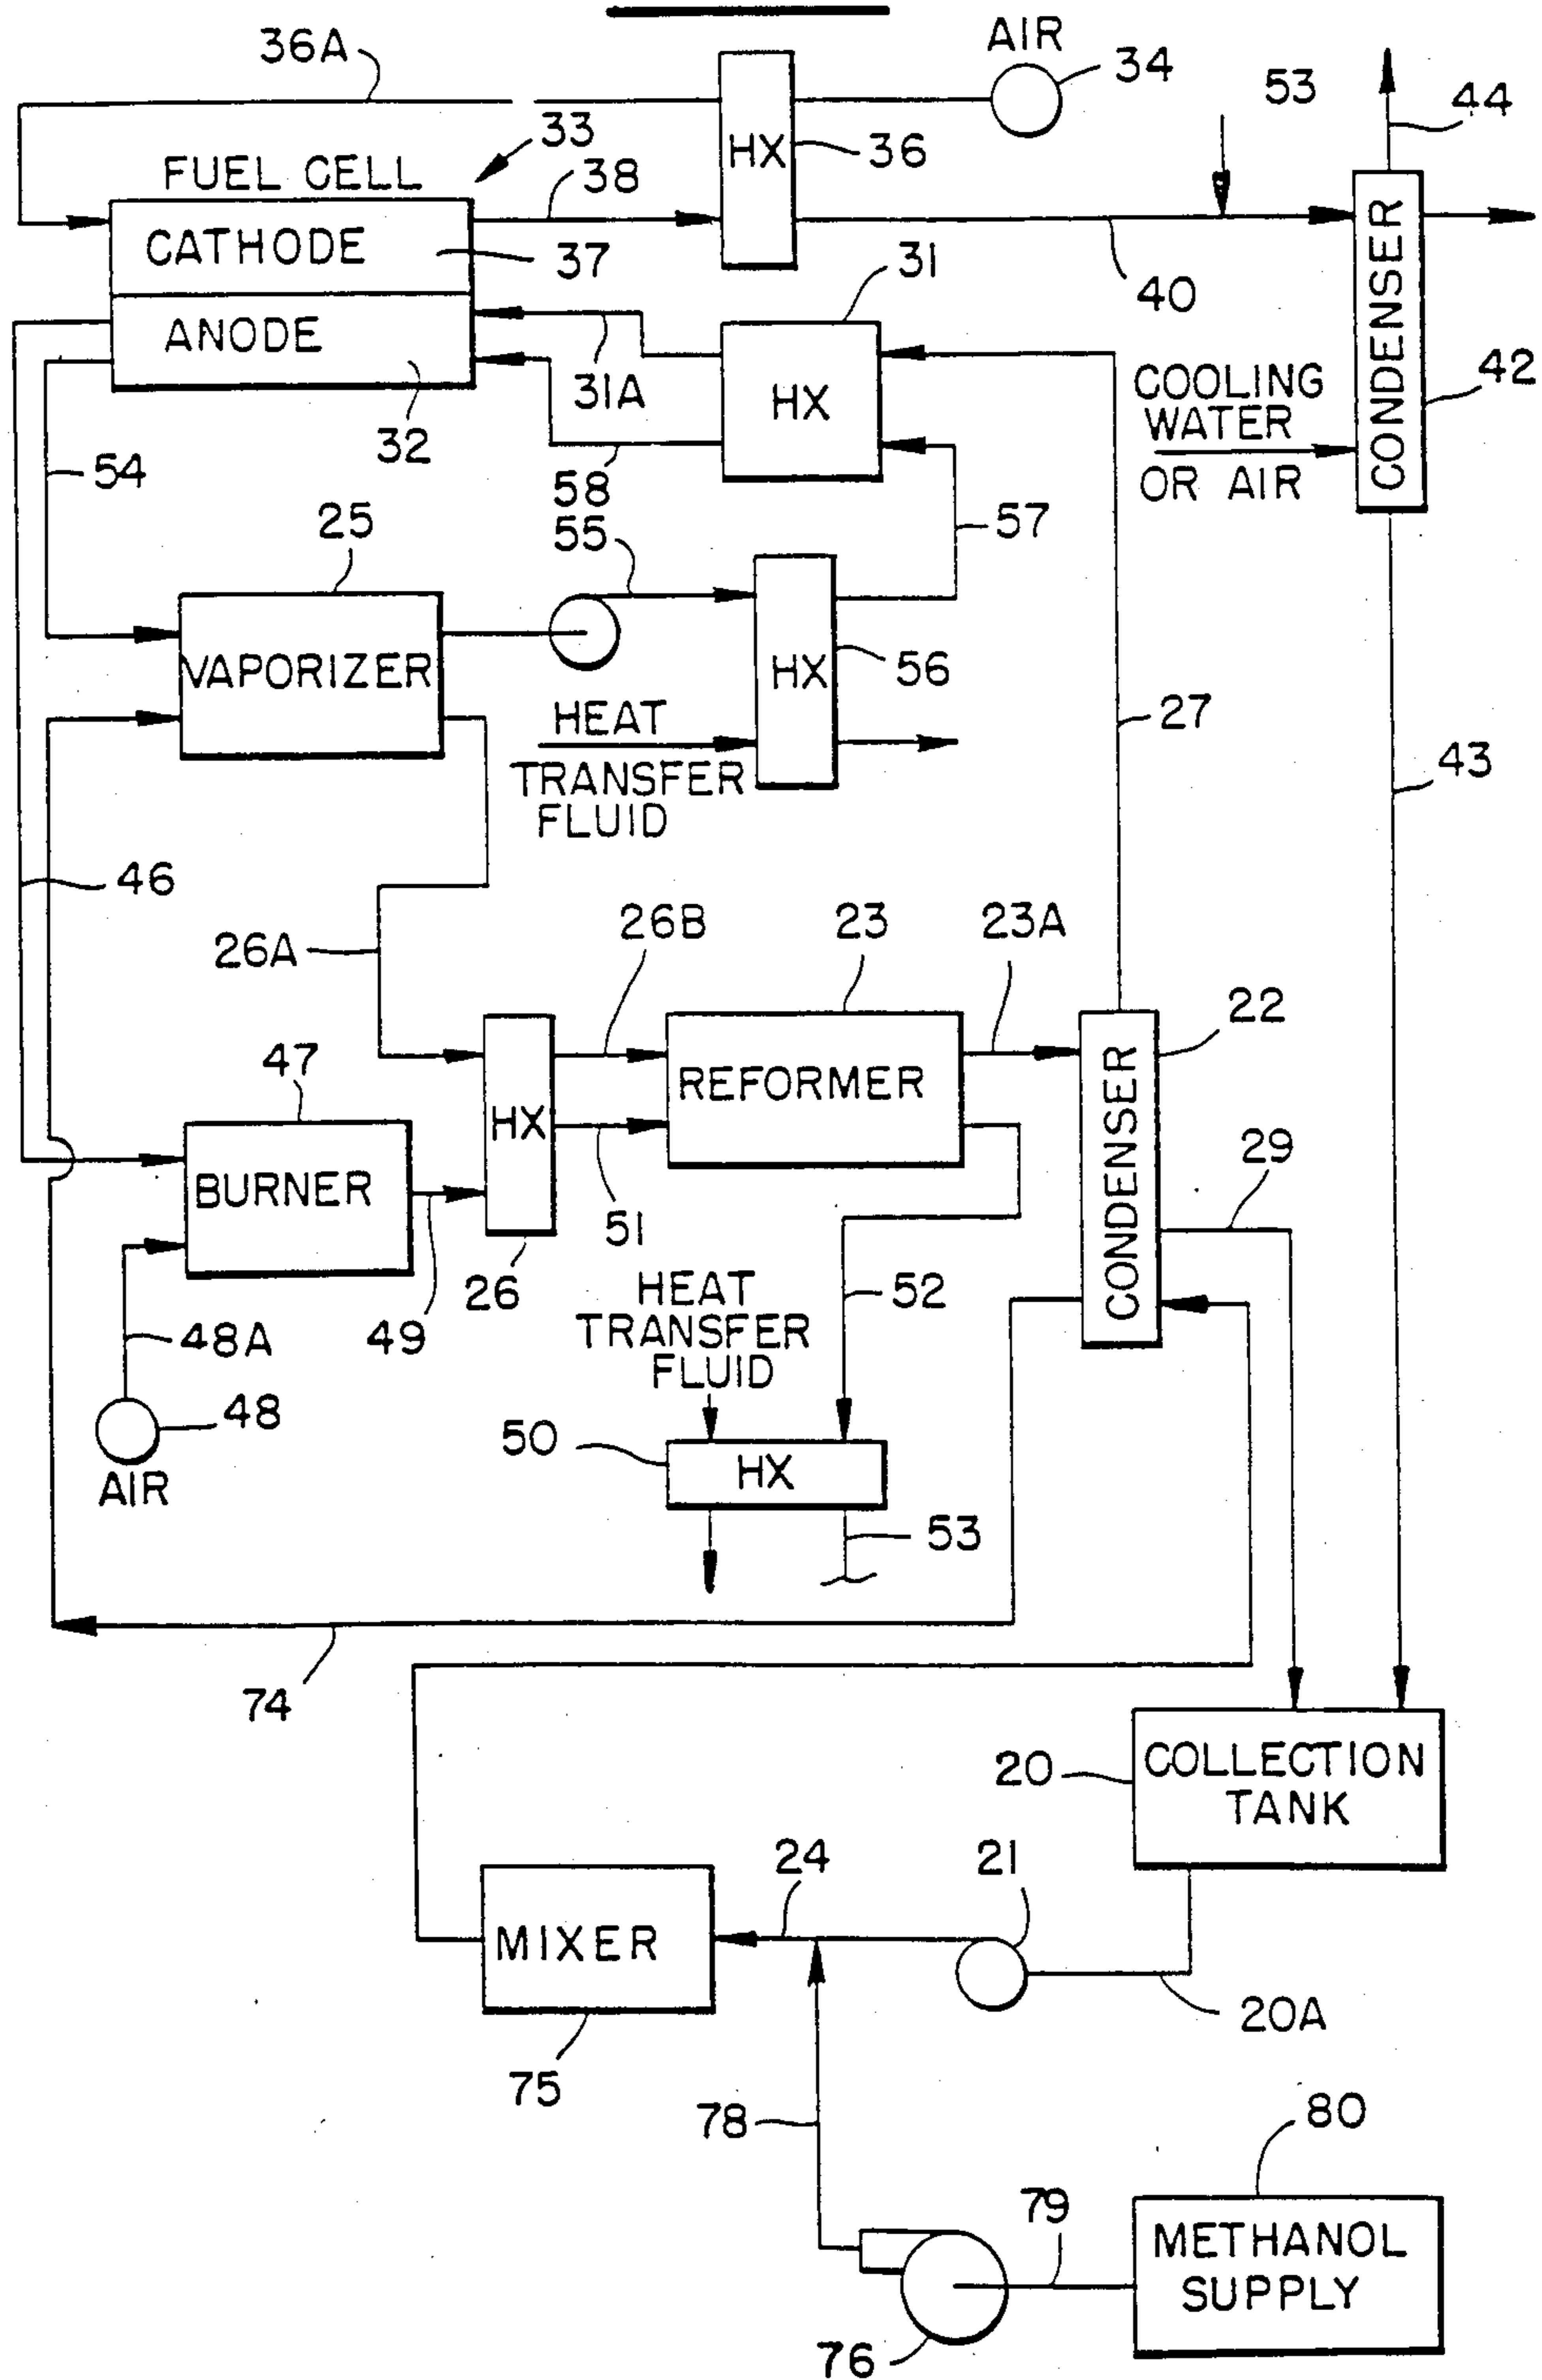 AIR
34
36A
53
44
33
HX
36
FUEL CELL
38
CATHODE
37
31
40
CONDENSER
42
ANODE
31A
HX
COOLING
WATER
OR AIR
32
54
58
25
55
57
VAPORIZER
HX
56
HEAT
TRANSFER
FLUID
27
43
46
26A
26B
23
23A
22
47
HX
REFORMER
CONDENSER
29
BURNER
51
26
HEAT
TRANSFER
FLUID
52
49
48A
48
AIR
50
HX
53
74
20
COLLECTION
TANK
24
21
MIXER
20A
75
78
80
79
METHANOL
SUPPLY
76